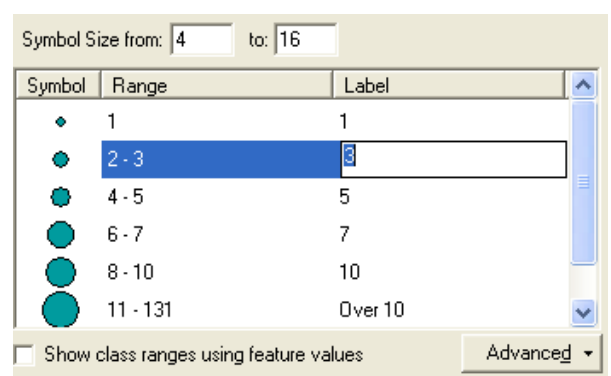 Symbol Size from: 4 to: 16
Symbol Range Label
1 1
2 - 3 3
4 - 5 5
6 - 7 7
8 - 10 10
11 - 131 Over 10
Show class ranges using feature values Advanced